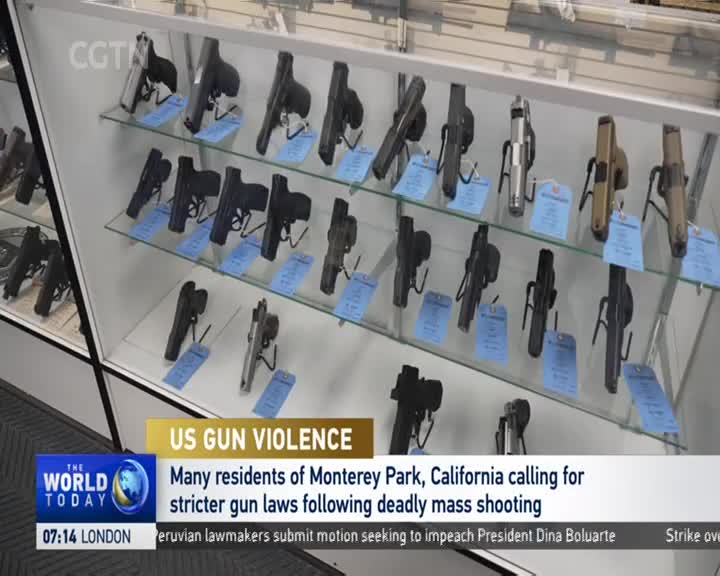 CGTN
US GUN VIOLENCE
THE
WORLD
TODAY
Many residents of Monterey Park, California calling for
stricter gun laws following deadly mass shooting
07:14 LONDON
Peruvian lawmakers submit motion seeking to impeach President Dina Boluarte
Strike ove